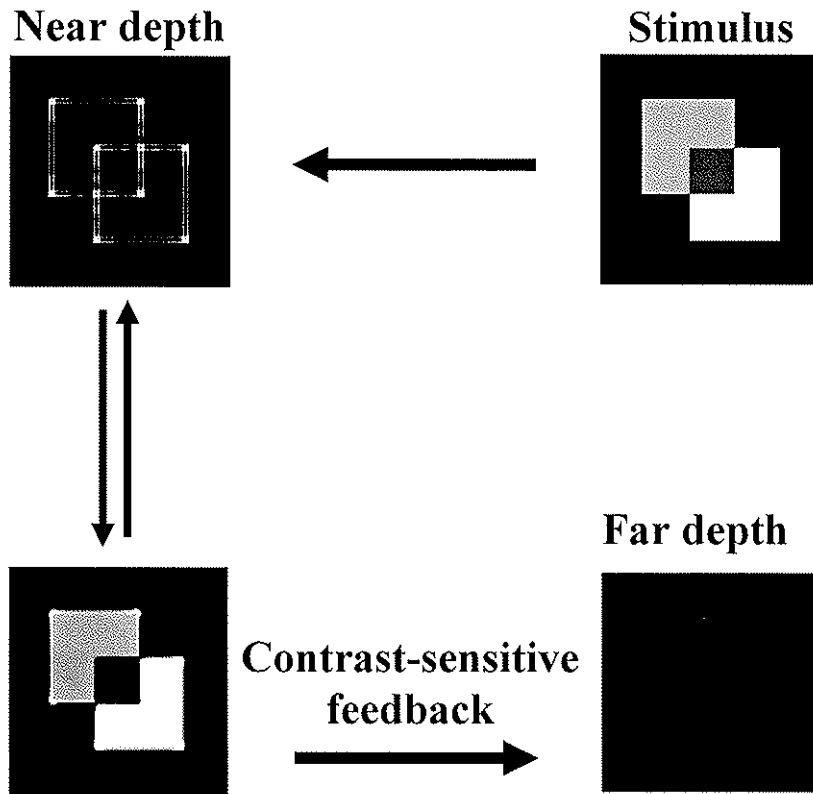 Near depth
Stimulus
Far depth
Contrast-sensitive
feedback